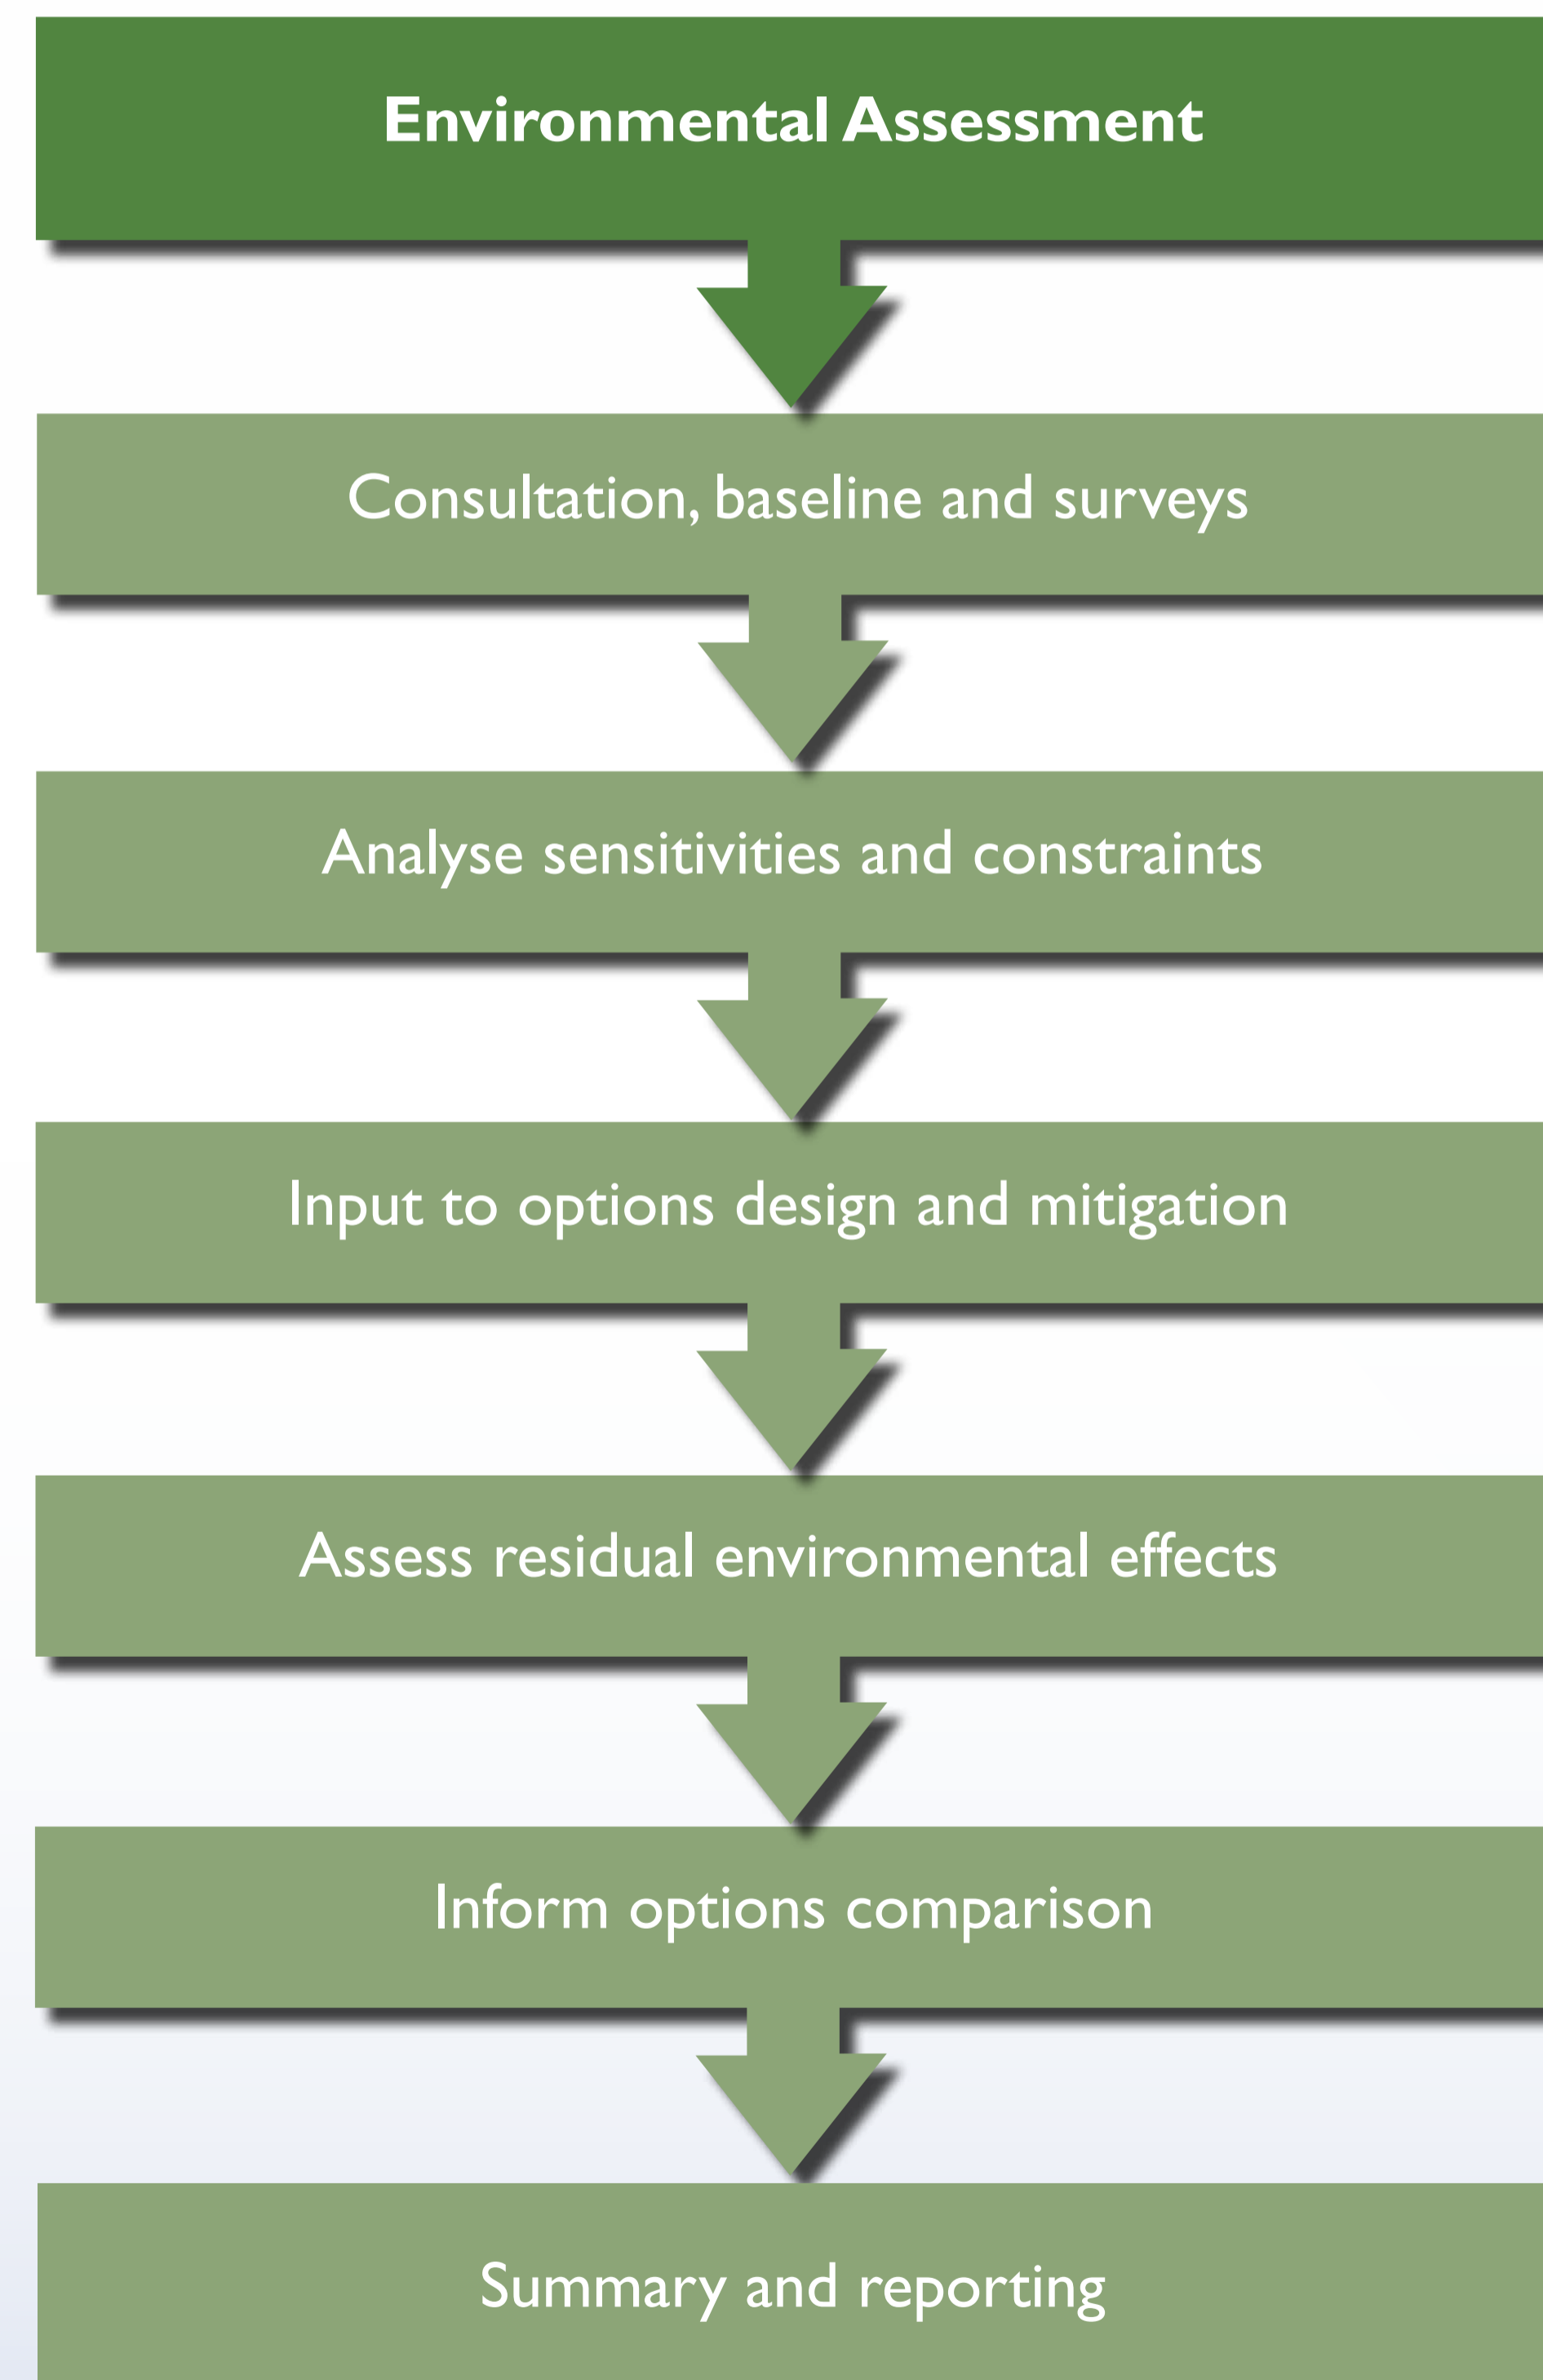 Environmental Assessment
Consultation, baseline and surveys
Analyse sensitivities and constraints
Input to options design and mitigation
Assess residual environmental effects
Inform options comparison
Summary and reporting